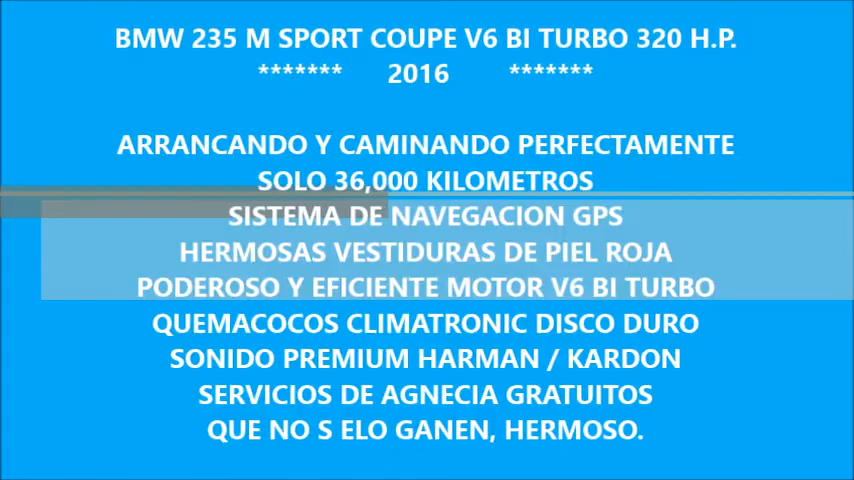 BMW 235 M SPORT COUPE V6 BI TURBO 320 H.P.
******* 2016 *******
ARRANCANDO Y CAMINANDO PERFECTAMENTE
SOLO 36,000 KILOMETROS
SISTEMA DE NAVEGACION GPS
HERMOSAS VESTIDURAS DE PIEL ROJA
PODEROSO Y EFICIENTE MOTOR V6 BI TURBO
QUEMACOCOS CLIMATRONIC DISCO DURO
SONIDO PREMIUM HARMAN / KARDON
SERVICIOS DE AGNECIA GRATUITOS
QUE NO S ELO GANEN, HERMOSO.